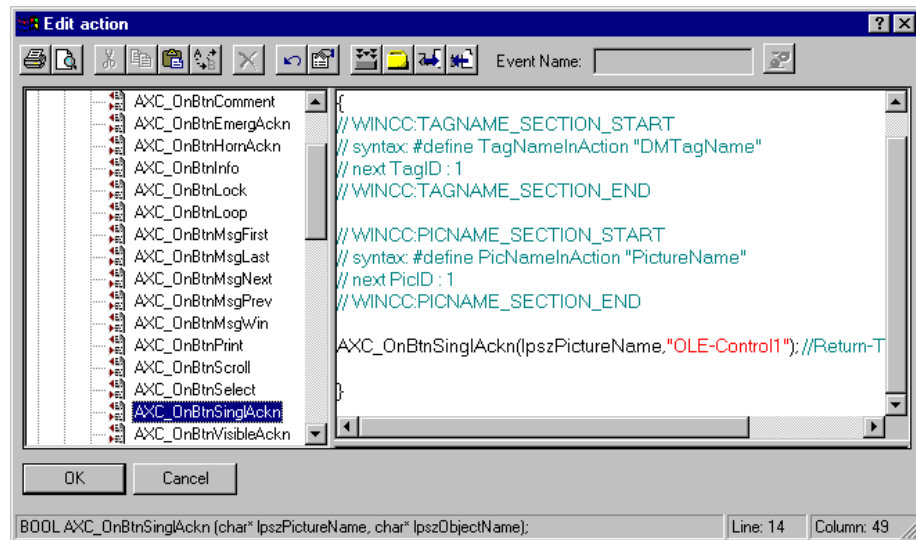 Edit action
Event Name:
AXC_OnBtnComment
AXC_OnBtnEmergAckn
AXC_OnBtnHornAckn
AXC_OnBtnInfo
AXC_OnBtnLock
AXC_OnBtnLoop
AXC_OnBtnMsgFirst
AXC_OnBtnMsgLast
AXC_OnBtnMsgNext
AXC_OnBtnMsgPrev
AXC_OnBtnMsgWin
AXC_OnBtnPrint
AXC_OnBtnScroll
AXC_OnBtnSelect
AXC_OnBtnSinglAckn
AXC_OnBtnVisibleAckn
{
// WINCC:TAGNAME_SECTION_START
// syntax: #define TagNameInAction "DMTagName"
// next TagID : 1
// WINCC:TAGNAME_SECTION_END
// WINCC:PICNAME_SECTION_START
// syntax: #define PicNameInAction "PictureName"
// next PicID : 1
// WINCC:PICNAME_SECTION_END
AXC_OnBtnSinglAckn(lpszPictureName,"OLE-Control1"); //Return-T
}
OK
Cancel
BOOL AXC_OnBtnSinglAckn (char* lpszPictureName, char* lpszObjectName);
Line: 14
Column: 49